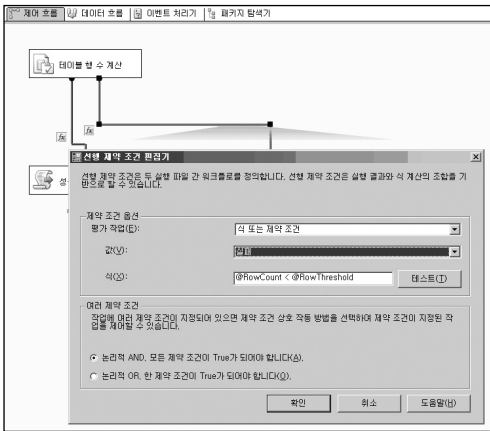 제어 흐름 데이터 흐름 이벤트 처리기 패키지 탐색기
테이블 행 수 계산
fx
fx
선행 제약 조건 편집기
선행 제약 조건은 두 실행 파일 간 워크플로를 정의합니다. 선행 제약 조건은 실행 결과와 식 계산의 조합을 기
반으로 할 수 있습니다.
제약 조건 옵션
평가 작업(E): 식 또는 제약 조건
값(V): 실패
식(X): @RowCount < @RowThreshold 테스트(T)
여러 제약 조건
작업에 여러 제약 조건이 지정되어 있으면 제약 조건 상호 작동 방법을 선택하여 제약 조건이 지정된 작
업을 제어할 수 있습니다.
논리적 AND. 모든 제약 조건이 True가 되어야 합니다(A).
논리적 OR. 한 제약 조건이 True가 되어야 합니다(O).
확인 취소 도움말(H)